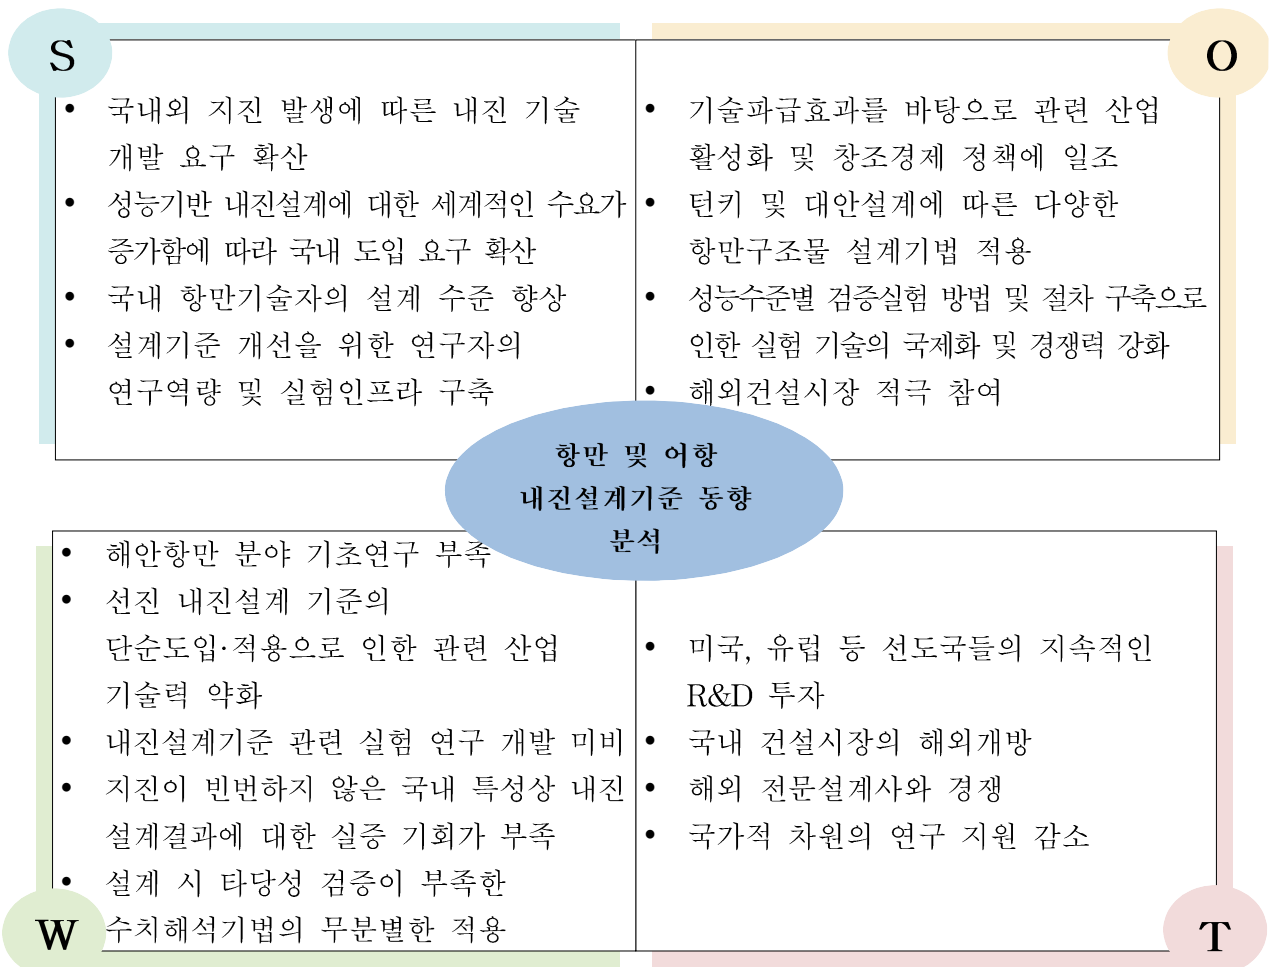 S
• 국내외 지진 발생에 따른 내진 기술
개발 요구 확산
• 성능기반 내진설계에 대한 세계적인 수요가
증가함에 따라 국내 도입 요구 확산
• 국내 항만기술자의 설계 수준 향상
• 설계기준 개선을 위한 연구자의
연구역량 및 실험인프라 구축
O
• 기술파급효과를 바탕으로 관련 산업
활성화 및 창조경제 정책에 일조
• 턴키 및 대안설계에 따른 다양한
항만구조물 설계기법 적용
• 성능수준별 검증실험 방법 및 절차 구축으로
인한 실험 기술의 국제화 및 경쟁력 강화
• 해외건설시장 적극 참여
항만 및 어항
내진설계기준 동향
분석
• 해안항만 분야 기초연구 부족
• 선진 내진설계 기준의
단순도입·적용으로 인한 관련 산업
기술력 약화
• 내진설계기준 관련 실험 연구 개발 미비
• 지진이 빈번하지 않은 국내 특성상 내진
설계결과에 대한 실증 기회가 부족
• 설계 시 타당성 검증이 부족한
수치해석기법의 무분별한 적용
W
• 미국, 유럽 등 선도국들의 지속적인
R&D 투자
• 국내 건설시장의 해외개방
• 해외 전문설계사와 경쟁
• 국가적 차원의 연구 지원 감소
T